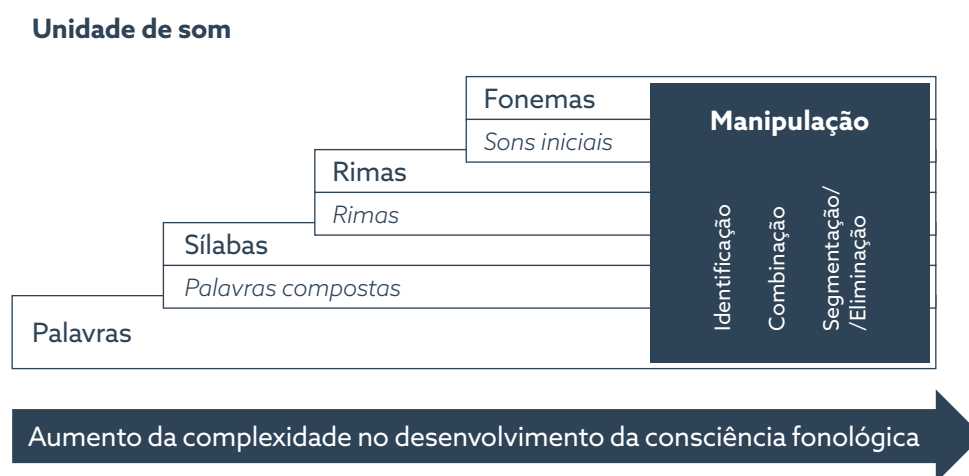 Unidade de som
Fonemas
Sons iniciais
Rimas
Rimas
Sílabas
Palavras compostas
Palavras
Manipulação
Identificação
Combinação
Segmentação/
/Eliminação
Aumento da complexidade no desenvolvimento da consciência fonológica